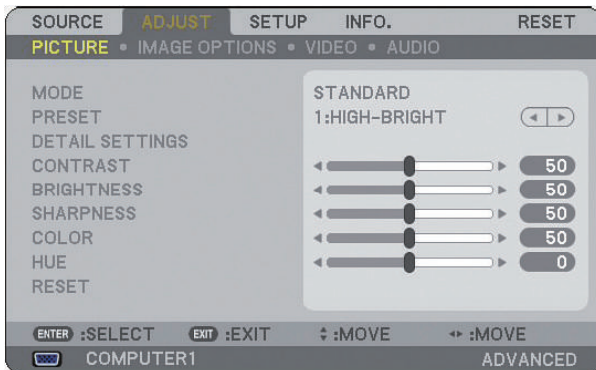 SOURCE ADJUST SETUP INFO. RESET
PICTURE • IMAGE OPTIONS • VIDEO • AUDIO
MODE STANDARD
PRESET 1:HIGH-BRIGHT
DETAIL SETTINGS
CONTRAST 50
BRIGHTNESS 50
SHARPNESS 50
COLOR 50
HUE 0
RESET
ENTER :SELECT EXIT :EXIT :MOVE :MOVE
COMPUTER1 ADVANCED